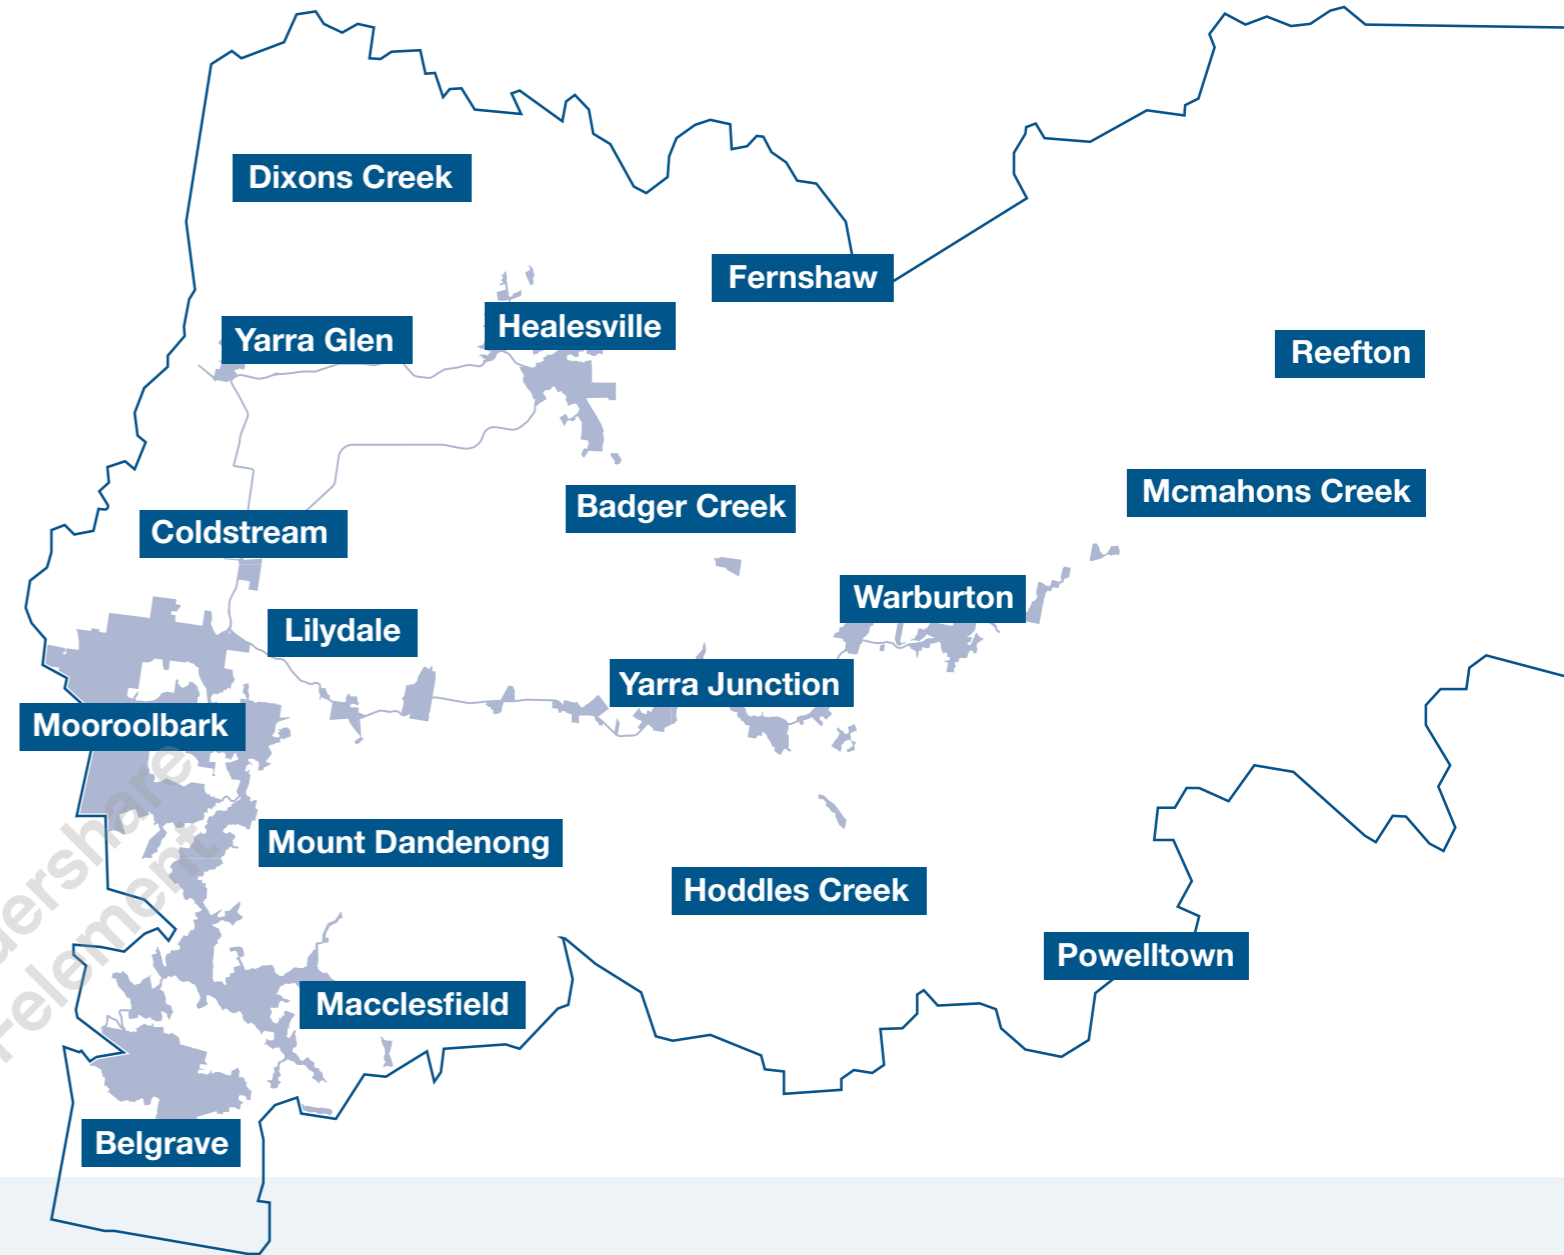 Dixons Creek
Fernshaw
Healesville
Yarra Glen
Reefton
Mcmahons Creek
Badger Creek
Coldstream
Warburton
Lilydale
Yarra Junction
Mooroolbark
Mount Dandenong
Hoddles Creek
Powelltown
Macclesfield
Belgrave